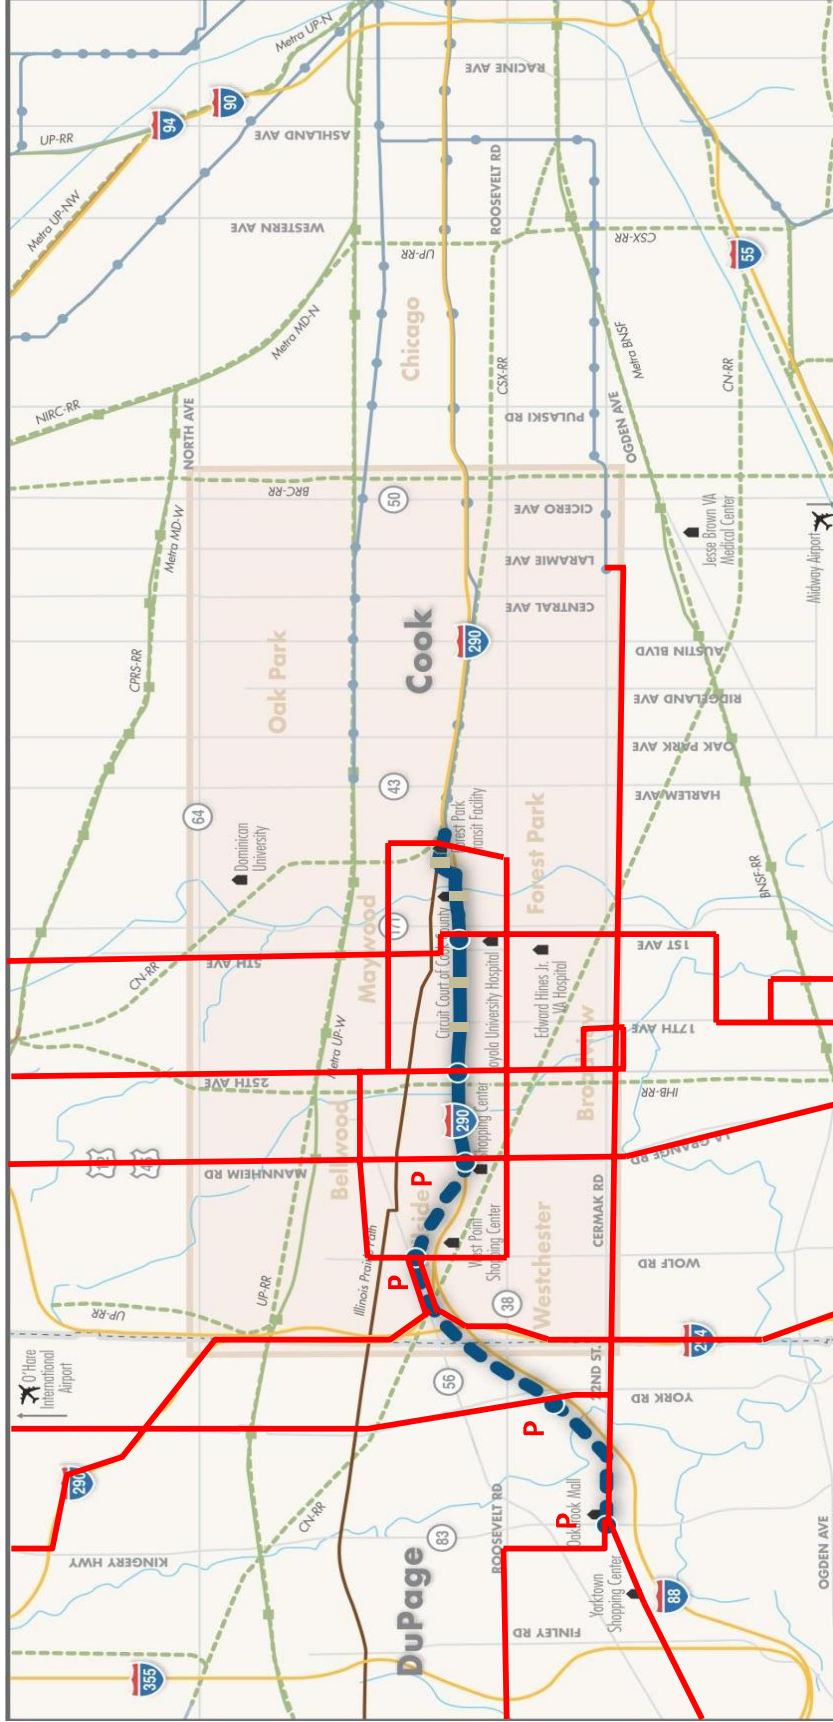 Metra UP-N
RACINE AVE
90
94
UP-RR
ASHLAND AVE
ROOSEVELT RD
Metra UP-NW
WESTERN AVE
UP-RR
CSX-RR
55
Metra MD-N
Chicago
Metra BNSF
CSX-RR
CN-RR
NIRC-RR
NORTH AVE
PULASKI RD
OGDEN AVE
BRC-RR
50
CICERO AVE
Jesse Brown VA
Medical Center
Metra MD-W
LARAMIE AVE
Midway Airport
CENTRAL AVE
CPRS-RR
Oak Park
Cook
290
AUSTIN BLVD
RIDGELAND AVE
OAK PARK AVE
43
HARLEM AVE
64
Dominican
University
Forest Park
Transit Facility
Forest Park
BNSF-RR
Maywood
171
Circuit Court of Cook County
Loyola University Hospital
Edward Hines Jr.
VA Hospital
1ST AVE
5TH AVE
CN-RR
17TH AVE
Metra UP-W
25TH AVE
Broadview
IHB-RR
Bellwood
290
Shopping Center
12
45
MANNHEIM RD
LA GRANGE RD
P
Hillside
West Point
Shopping Center
Westchester
CERMAK RD
WOLF RD
Illinois Prairie Path
UP-RR
UP-RR
P
38
294
O'Hare
International
Airport
56
22ND ST.
YORK RD
P
290
CN-RR
ROOSEVELT RD
Oakbrook Mall
P
83
KINGERY HWY
OGDEN AVE
DuPage
Yorktown
Shopping Center
88
FINLEY RD
355